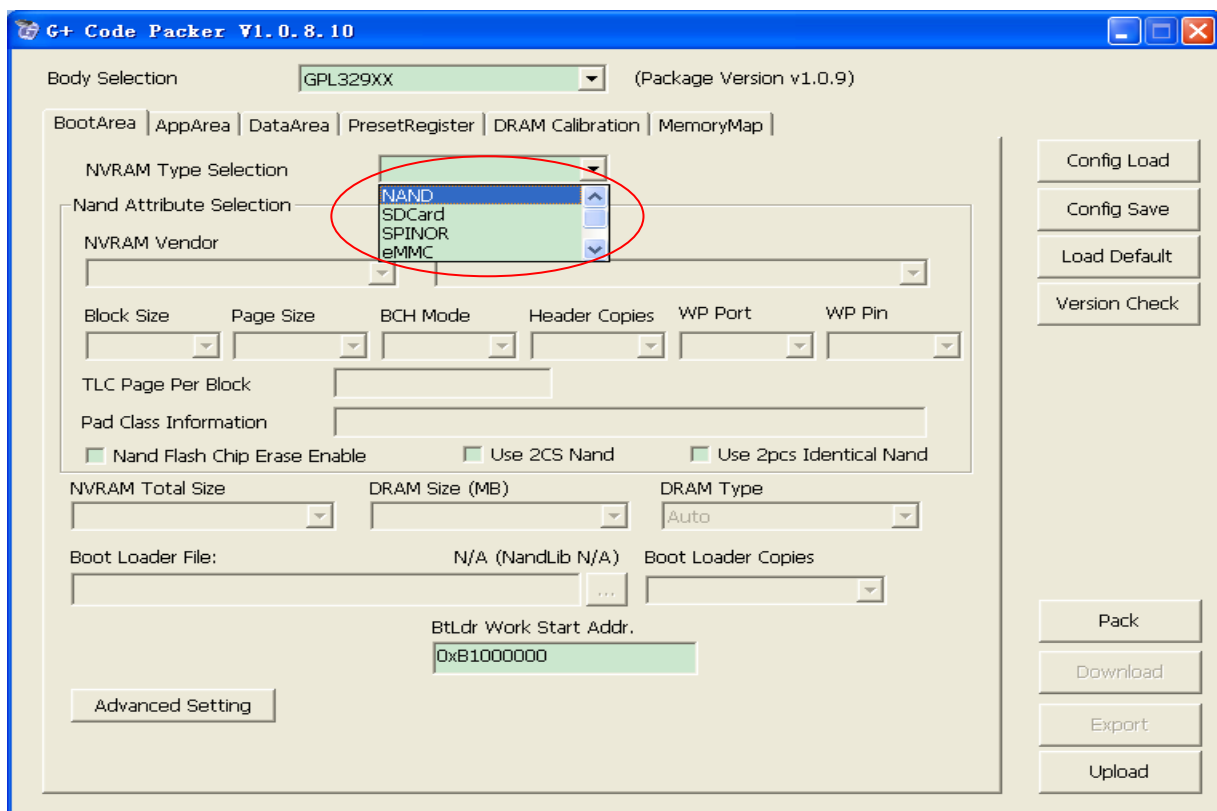 G+ Code Packer V1.0.8.10
Body Selection GPL329XX (Package Version v1.0.9)
BootArea AppArea DataArea PresetRegister DRAM Calibration MemoryMap
NVRAM Type Selection
NAND
SDCard
SPINOR
eMMC
Nand Attribute Selection
NVRAM Vendor
Block Size Page Size BCH Mode Header Copies WP Port WP Pin
TLC Page Per Block
Pad Class Information
Nand Flash Chip Erase Enable Use 2CS Nand Use 2pcs Identical Nand
NVRAM Total Size DRAM Size (MB) DRAM Type
Auto
Boot Loader File: N/A (NandLib N/A) Boot Loader Copies
...
BtLdr Work Start Addr.
0xB1000000
Advanced Setting
Config Load
Config Save
Load Default
Version Check
Pack
Download
Export
Upload